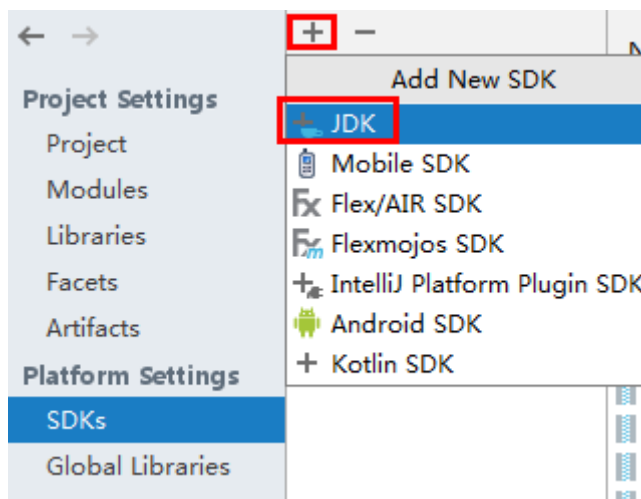 Project Settings
Project
Modules
Libraries
Facets
Artifacts
Platform Settings
SDKs
Global Libraries
Add New SDK
JDK
Mobile SDK
Flex/AIR SDK
Flexmojos SDK
IntelliJ Platform Plugin SDK
Android SDK
Kotlin SDK